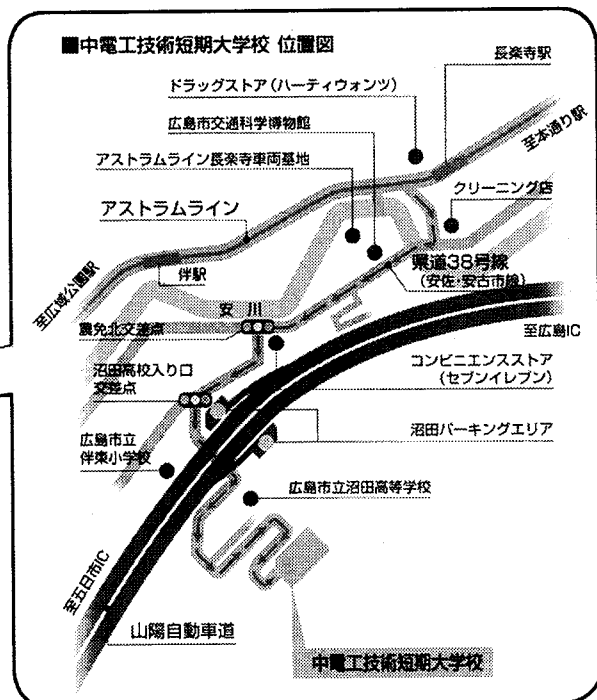 ■中電工技術短期大学校 位置図
長楽寺駅
ドラッグストア(ハーティウォンツ)
至本通り駅
広島市交通科学博物館
アストラムライン長楽寺車両基地
クリーニング店
アストラムライン
県道38号線
(安佐・安古市線)
伴駅
至広域公園駅
安川
至広島IC
奥免北交差点
コンビニエンスストア
(セブンイレブン)
沼田高校入り口
交差点
沼田パーキングエリア
広島市立
伴東小学校
広島市立沼田高等学校
至五日市IC
山陽自動車道
中電工技術短期大学校